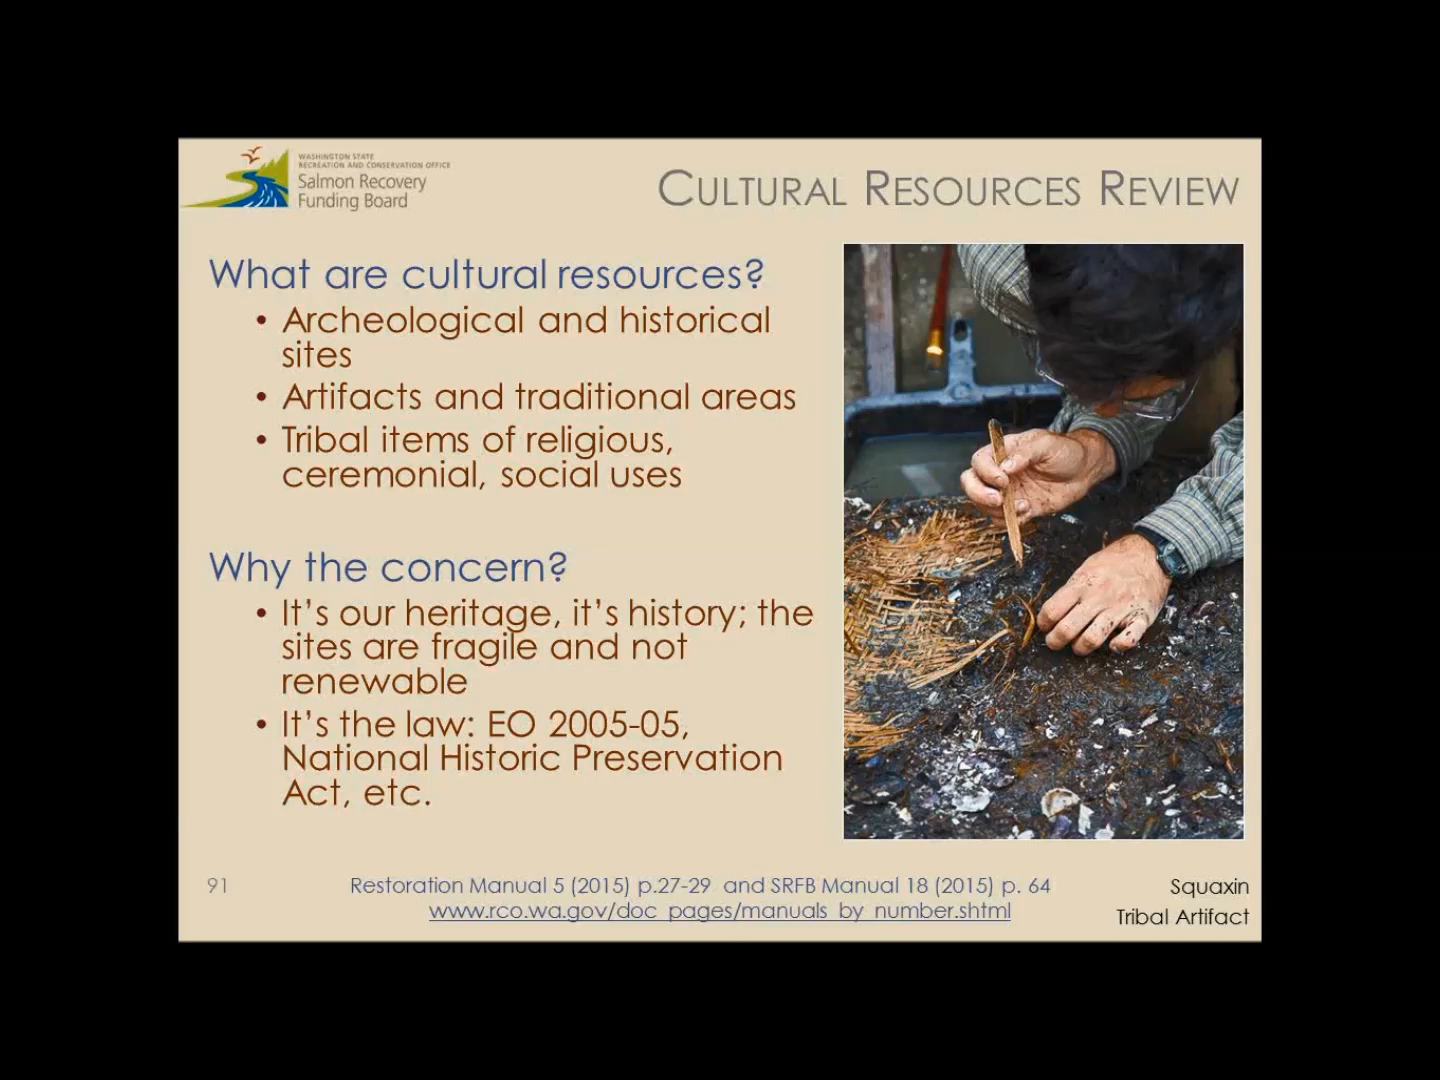 WASHINGTON STATE
RECREATION AND CONSERVATION OFFICE
Salmon Recovery
Funding Board
CULTURAL RESOURCES REVIEW
What are cultural resources?
• Archeological and historical
sites
• Artifacts and traditional areas
• Tribal items of religious,
ceremonial, social uses
Why the concern?
• It's our heritage, it's history; the
sites are fragile and not
renewable
• It's the law: EO 2005-05,
National Historic Preservation
Act, etc.
91
Restoration Manual 5 (2015) p.27-29 and SRFB Manual 18 (2015) p. 64
www.rco.wa.gov/doc_pages/manuals_by_number.shtml
Squaxin
Tribal Artifact